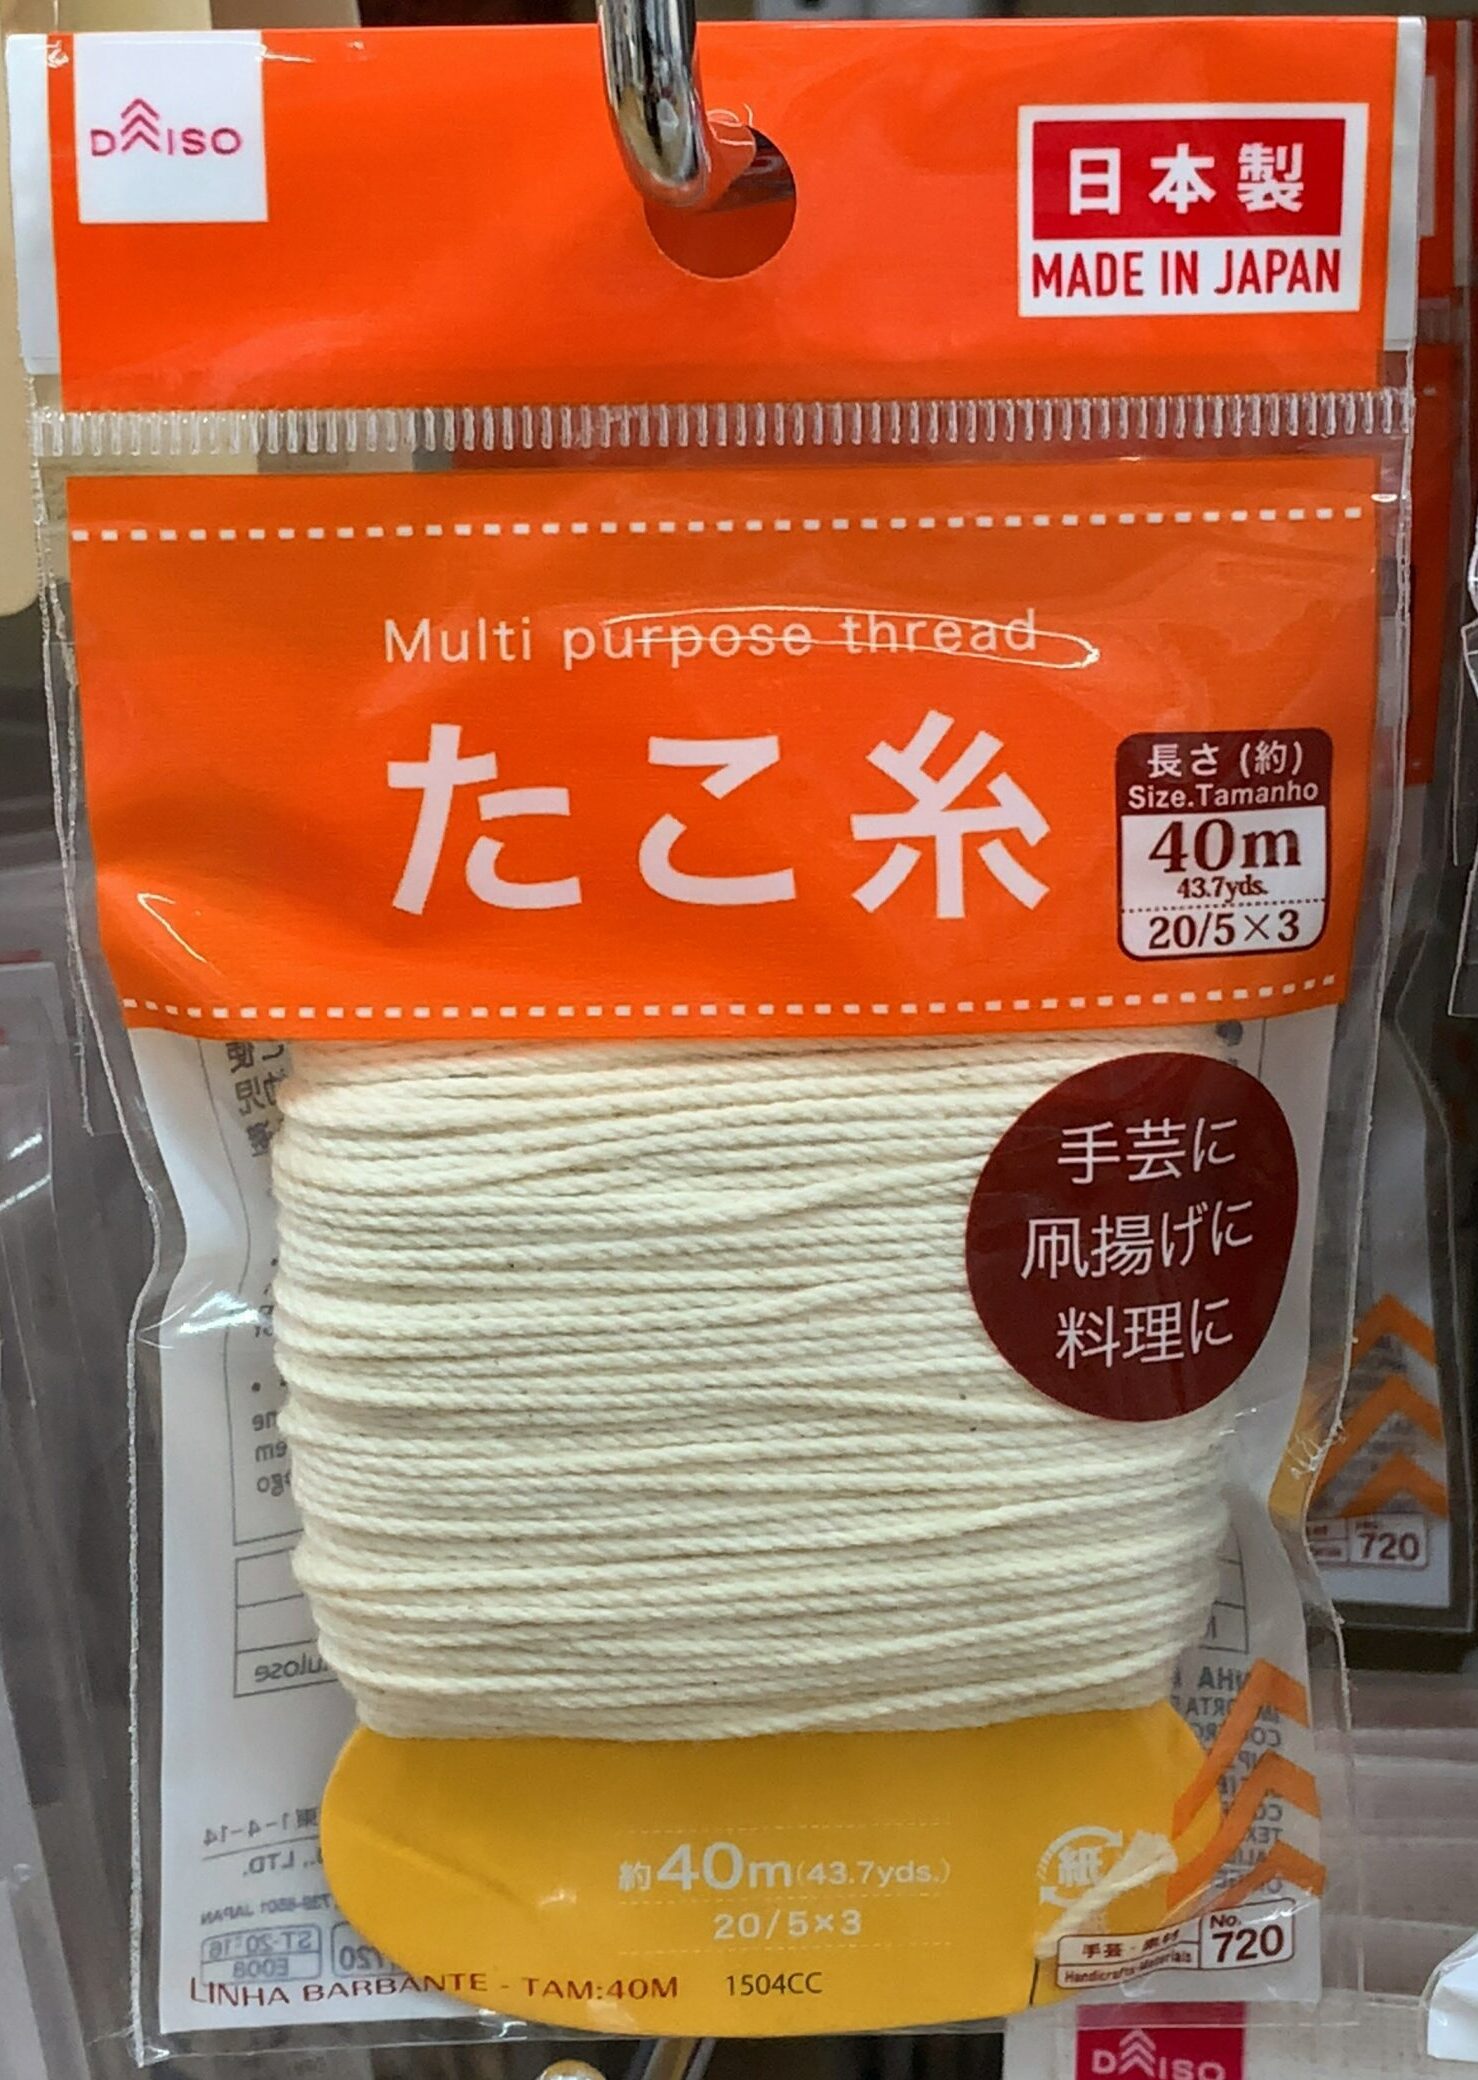 DAISO
日本製
MADE IN JAPAN
Multi purpose thread
たこ糸
長さ (約)
Size.Tamanho
40m
43.7yds.
20/5×3
手芸に
凧揚げに
料理に
約40m(43.7yds.)
20/5×3
紙
手芸・素材
Handicrafts Materials
No.
720
LINHA BARBANTE - TAM:40M 1504CC
No.
720
DAISO